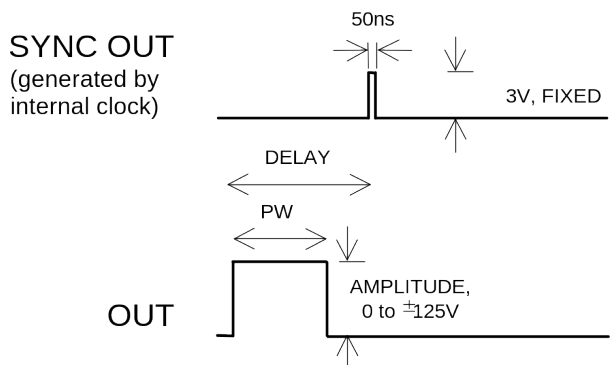 50ns
SYNC OUT
(generated by
internal clock)
3V, FIXED
DELAY
PW
AMPLITUDE,
0 to ±125V
OUT